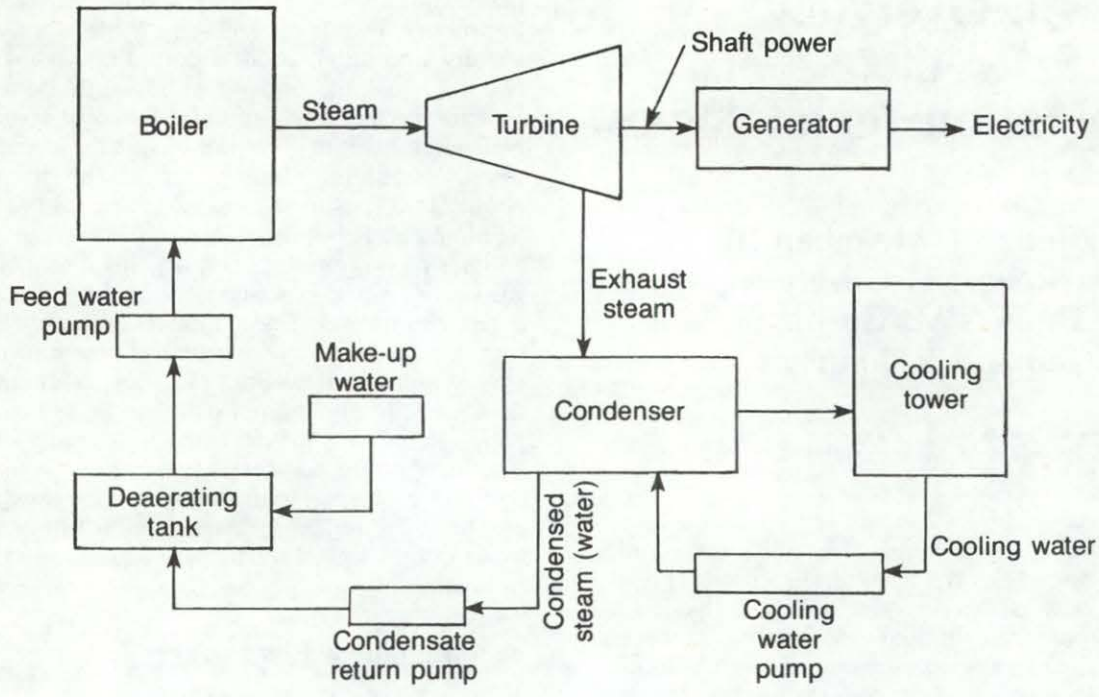 Shaft power
Steam
Boiler
Turbine
Generator
Electricity
Exhaust
steam
Feed water
pump
Make-up
water
Condenser
Cooling
tower
Deaerating
tank
Condensed
steam (water)
Cooling water
Condensate
return pump
Cooling
water
pump